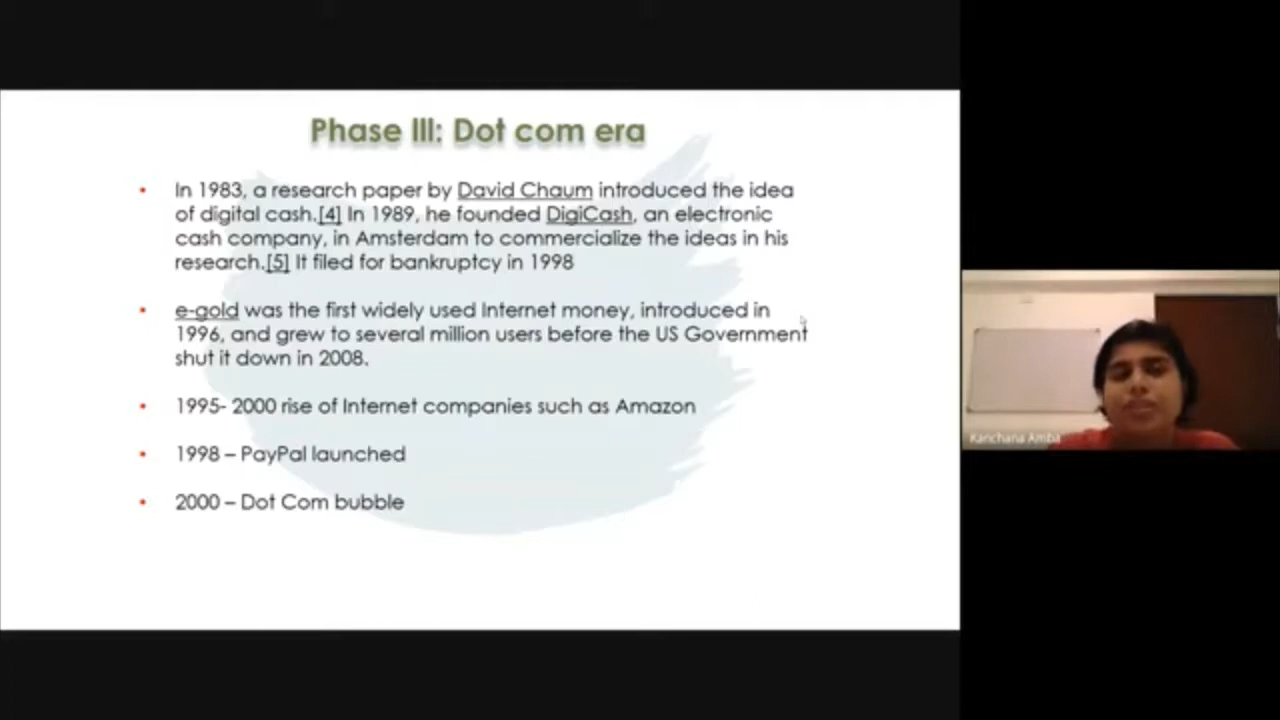 Phase III: Dot com era
• In 1983, a research paper by David Chaum introduced the idea
of digital cash.[4] In 1989, he founded DigiCash, an electronic
cash company, in Amsterdam to commercialize the ideas in his
research.[5] It filed for bankruptcy in 1998
• e-gold was the first widely used Internet money, introduced in
1996, and grew to several million users before the US Government
shut it down in 2008.
• 1995- 2000 rise of Internet companies such as Amazon
• 1998 – PayPal launched
• 2000 – Dot Com bubble
Kanchana Amba